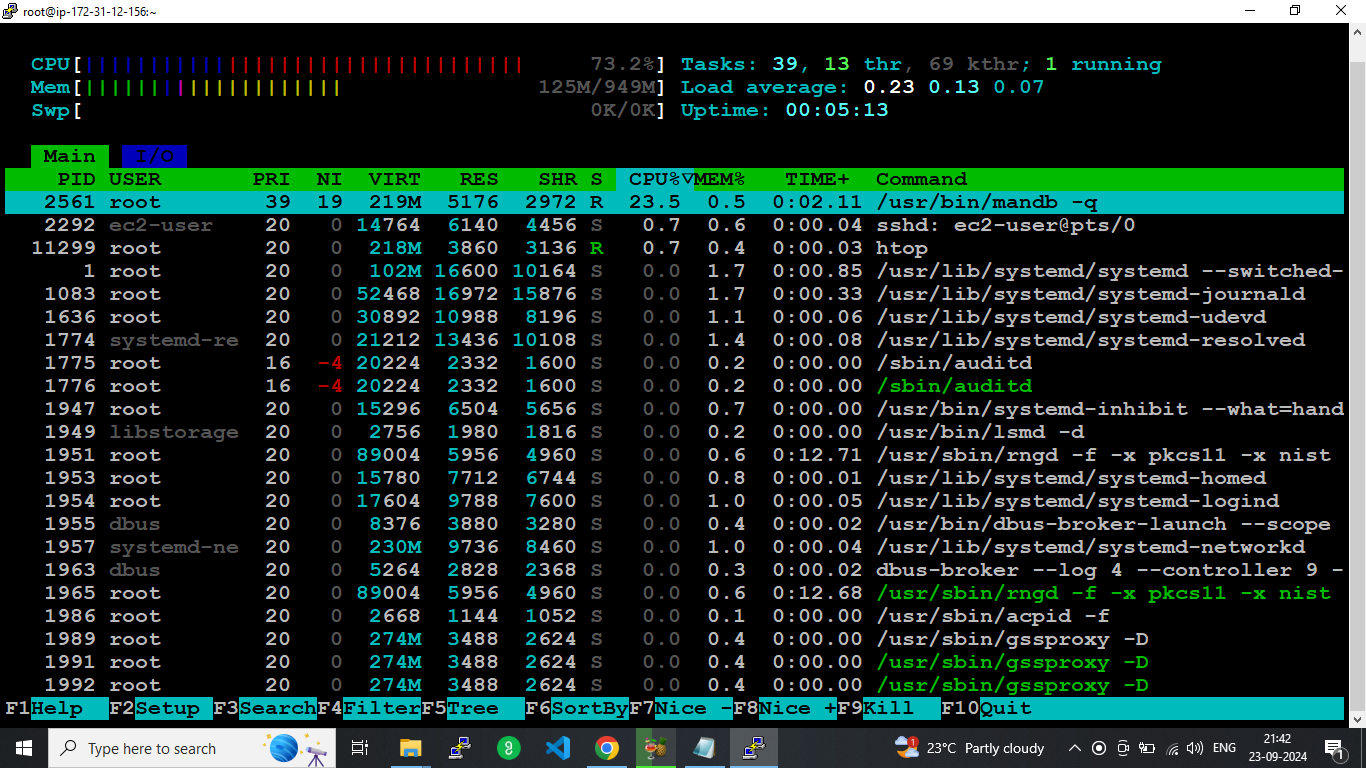 root@ip-172-31-12-156:~
CPU[ 73.2%] Tasks: 39, 13 thr, 69 kthr; 1 running
Mem[ 125M/949M] Load average: 0.23 0.13 0.07
Swp[ 0K/0K] Uptime: 00:05:13
Main I/O
PID USER PRI NI VIRT RES SHR S CPU%▽MEM% TIME+ Command
2561 root 39 19 219M 5176 2972 R 23.5 0.5 0:02.11 /usr/bin/mandb -q
2292 ec2-user 20 0 14764 6140 4456 S 0.7 0.6 0:00.04 sshd: ec2-user@pts/0
11299 root 20 0 218M 3860 3136 R 0.7 0.4 0:00.03 htop
1 root 20 0 102M 16600 10164 S 0.0 1.7 0:00.85 /usr/lib/systemd/systemd --switched-
1083 root 20 0 52468 16972 15876 S 0.0 1.7 0:00.33 /usr/lib/systemd/systemd-journald
1636 root 20 0 30892 10988 8196 S 0.0 1.1 0:00.06 /usr/lib/systemd/systemd-udevd
1774 systemd-re 20 0 21212 13436 10108 S 0.0 1.4 0:00.08 /usr/lib/systemd/systemd-resolved
1775 root 16 -4 20224 2332 1600 S 0.0 0.2 0:00.00 /sbin/auditd
1776 root 16 -4 20224 2332 1600 S 0.0 0.2 0:00.00 /sbin/auditd
1947 root 20 0 15296 6504 5656 S 0.0 0.7 0:00.00 /usr/bin/systemd-inhibit --what=hand
1949 libstorage 20 0 2756 1980 1816 S 0.0 0.2 0:00.00 /usr/bin/lsmd -d
1951 root 20 0 89004 5956 4960 S 0.0 0.6 0:12.71 /usr/sbin/rngd -f -x pkcs11 -x nist
1953 root 20 0 15780 7712 6744 S 0.0 0.8 0:00.01 /usr/lib/systemd/systemd-homed
1954 root 20 0 17604 9788 7600 S 0.0 1.0 0:00.05 /usr/lib/systemd/systemd-logind
1955 dbus 20 0 8376 3880 3280 S 0.0 0.4 0:00.02 /usr/bin/dbus-broker-launch --scope
1957 systemd-ne 20 0 230M 9736 8460 S 0.0 1.0 0:00.04 /usr/lib/systemd/systemd-networkd
1963 dbus 20 0 5264 2828 2368 S 0.0 0.3 0:00.02 dbus-broker --log 4 --controller 9 -
1965 root 20 0 89004 5956 4960 S 0.0 0.6 0:12.68 /usr/sbin/rngd -f -x pkcs11 -x nist
1986 root 20 0 2668 1144 1052 S 0.0 0.1 0:00.00 /usr/sbin/acpid -f
1989 root 20 0 274M 3488 2624 S 0.0 0.4 0:00.00 /usr/sbin/gssproxy -D
1991 root 20 0 274M 3488 2624 S 0.0 0.4 0:00.00 /usr/sbin/gssproxy -D
1992 root 20 0 274M 3488 2624 S 0.0 0.4 0:00.00 /usr/sbin/gssproxy -D
F1Help F2Setup F3SearchF4FilterF5Tree F6SortByF7Nice -F8Nice +F9Kill F10Quit
Type here to search 1 23°C Partly cloudy ENG 21:42 1
23-09-2024